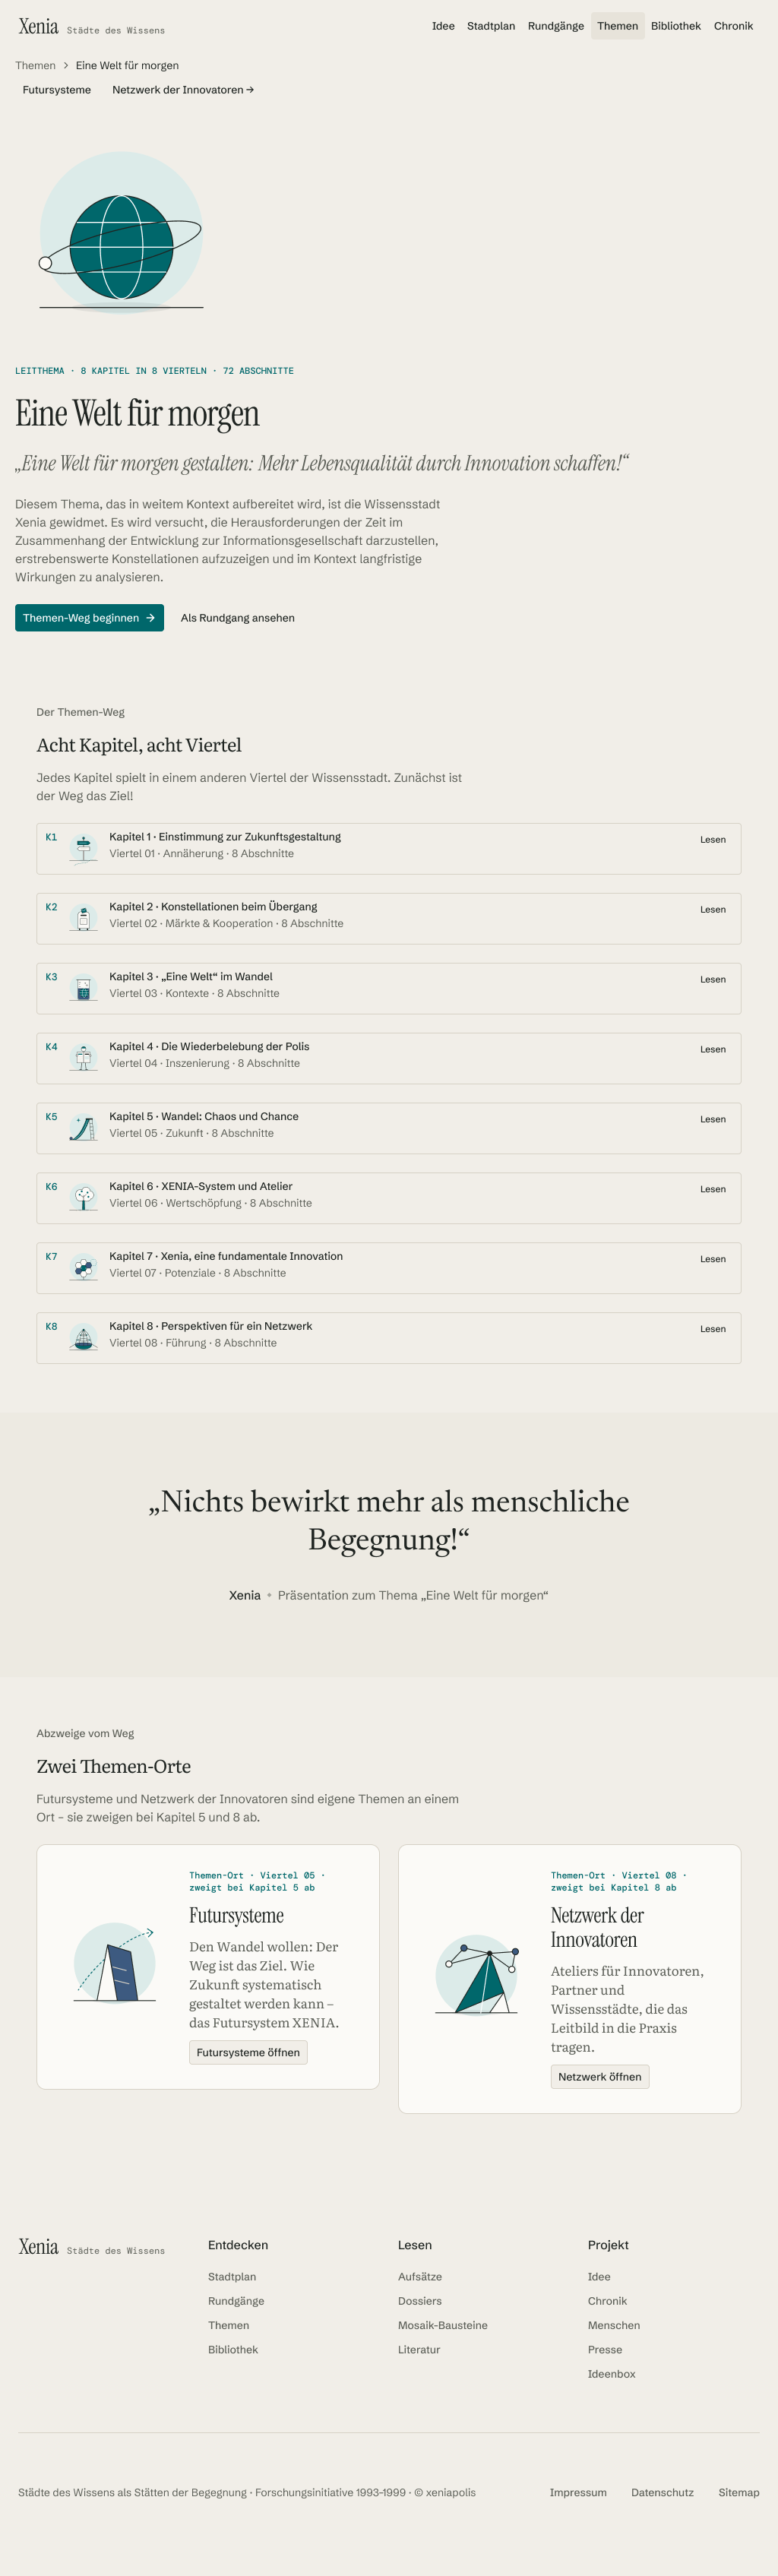 Xenia Städte des Wissens
Idee Stadtplan Rundgänge Themen Bibliothek Chronik
Themen > Eine Welt für morgen
Futursysteme Netzwerk der Innovatoren →
LEITTHEMA · 8 KAPITEL IN 8 VIERTELN · 72 ABSCHNITTE
Eine Welt für morgen
„Eine Welt für morgen gestalten: Mehr Lebensqualität durch Innovation schaffen!“
Diesem Thema, das in weitem Kontext aufbereitet wird, ist die Wissensstadt
Xenia gewidmet. Es wird versucht, die Herausforderungen der Zeit im
Zusammenhang der Entwicklung zur Informationsgesellschaft darzustellen,
erstrebenswerte Konstellationen aufzuzeigen und im Kontext langfristige
Wirkungen zu analysieren.
Themen-Weg beginnen → Als Rundgang ansehen
Der Themen-Weg
Acht Kapitel, acht Viertel
Jedes Kapitel spielt in einem anderen Viertel der Wissensstadt. Zunächst ist
der Weg das Ziel!
K1 Kapitel 1 · Einstimmung zur Zukunftsgestaltung Lesen
Viertel 01 · Annäherung · 8 Abschnitte
K2 Kapitel 2 · Konstellationen beim Übergang Lesen
Viertel 02 · Märkte & Kooperation · 8 Abschnitte
K3 Kapitel 3 · „Eine Welt“ im Wandel Lesen
Viertel 03 · Kontexte · 8 Abschnitte
K4 Kapitel 4 · Die Wiederbelebung der Polis Lesen
Viertel 04 · Inszenierung · 8 Abschnitte
K5 Kapitel 5 · Wandel: Chaos und Chance Lesen
Viertel 05 · Zukunft · 8 Abschnitte
K6 Kapitel 6 · XENIA-System und Atelier Lesen
Viertel 06 · Wertschöpfung · 8 Abschnitte
K7 Kapitel 7 · Xenia, eine fundamentale Innovation Lesen
Viertel 07 · Potenziale · 8 Abschnitte
K8 Kapitel 8 · Perspektiven für ein Netzwerk Lesen
Viertel 08 · Führung · 8 Abschnitte
„Nichts bewirkt mehr als menschliche
Begegnung!“
Xenia • Präsentation zum Thema „Eine Welt für morgen“
Abzweige vom Weg
Zwei Themen-Orte
Futursysteme und Netzwerk der Innovatoren sind eigene Themen an einem
Ort – sie zweigen bei Kapitel 5 und 8 ab.
Themen-Ort · Viertel 05 ·
zweigt bei Kapitel 5 ab
Futursysteme
Den Wandel wollen: Der
Weg ist das Ziel. Wie
Zukunft systematisch
gestaltet werden kann –
das Futursystem XENIA.
Futursysteme öffnen
Themen-Ort · Viertel 08 ·
zweigt bei Kapitel 8 ab
Netzwerk der
Innovatoren
Ateliers für Innovatoren,
Partner und
Wissensstädte, die das
Leitbild in die Praxis
tragen.
Netzwerk öffnen
Xenia Städte des Wissens
Entdecken
Stadtplan
Rundgänge
Themen
Bibliothek
Lesen
Aufsätze
Dossiers
Mosaik-Bausteine
Literatur
Projekt
Idee
Chronik
Menschen
Presse
Ideenbox
Städte des Wissens als Stätten der Begegnung · Forschungsinitiative 1993–1999 · © xeniapolis
Impressum Datenschutz Sitemap